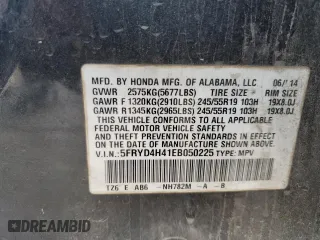 MFD. BY HONDA MFG. OF ALABAMA, LLC 06/'14
GVWR 2575KG(5677LBS) TIRE SIZE RIM SIZE
GAWR F 1320KG(2910LBS) 245/55R19 103H 19X8.0J
GAWR R 1345KG(2965LBS) 245/55R19 103H 19X8.0J
THIS VEHICLE CONFORMS TO ALL APPLICABLE
FEDERAL MOTOR VEHICLE SAFETY AND
THEFT PREVENTION STANDARDS IN EFFECT ON
THE DATE OF MANUFACTURE SHOWN ABOVE.
V.I.N.: 5FRYD4H41EB050225 TYPE: MPV
TZ6 E AB6 NH782M -A -B